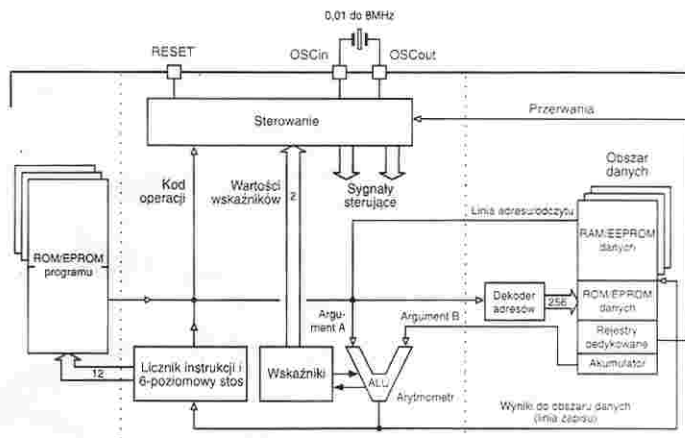 0,01 do 8MHz
RESET
OSCin
OSCout
Sterowanie
Przerwania
Kod
operacji
Wartości
wskaźników
2
Sygnały
sterujące
Obszar
danych
Linia adresu/odczytu
ROM/EPROM
programu
RAM/EEPROM
danych
Argu-
ment A
Argument B
Dekoder
adresów
256
ROM/EPROM
danych
Rejestry
dedykowane
Akumulator
12
Licznik instrukcji i
6-poziomowy stos
Wskaźniki
ALU
Arytmometr
Wyniki do obszaru danych
(linia zapisu)